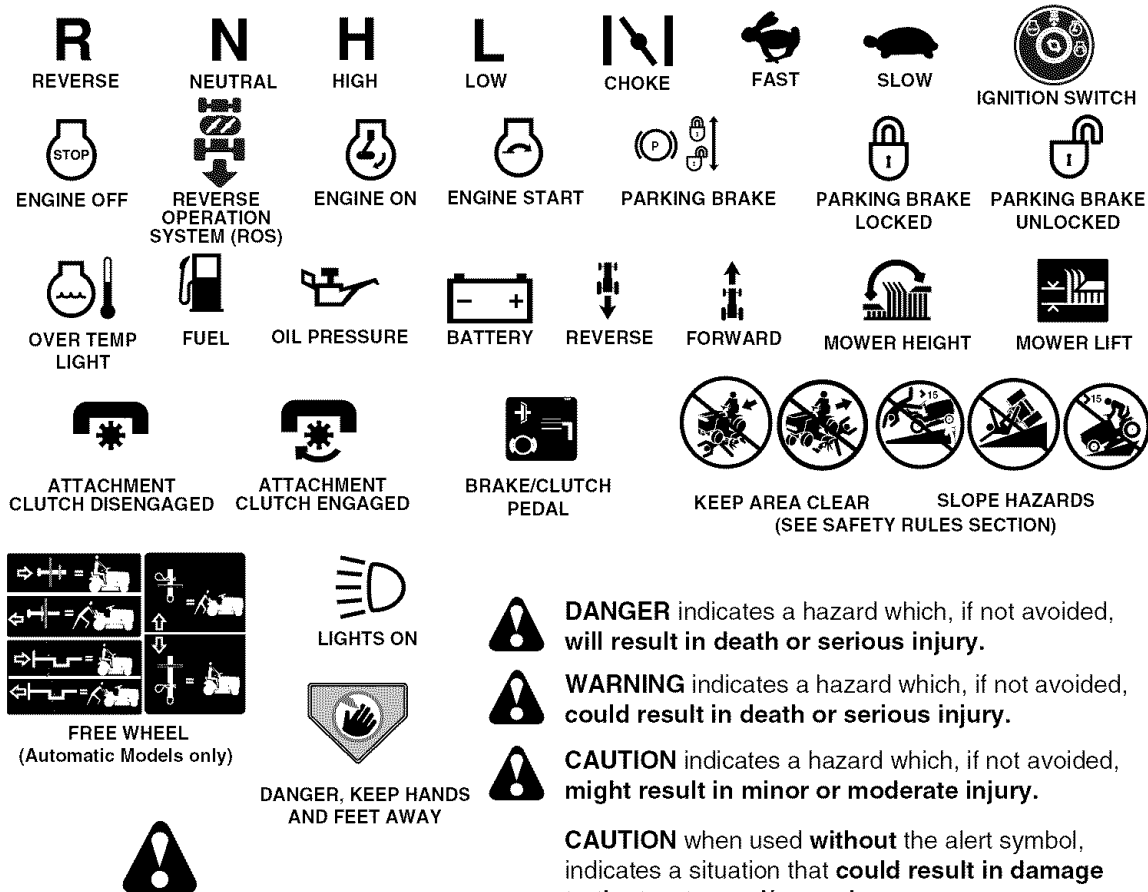 R N H L
REVERSE NEUTRAL HIGH LOW CHOKE FAST SLOW
IGNITION SWITCH
STOP P
ENGINE OFF REVERSE ENGINE ON ENGINE START PARKING BRAKE PARKING BRAKE PARKING BRAKE
OPERATION LOCKED UNLOCKED
SYSTEM (ROS)
OVER TEMP FUEL OIL PRESSURE BATTERY REVERSE FORWARD MOWER HEIGHT MOWER LIFT
LIGHT
>15 >15
ATTACHMENT ATTACHMENT BRAKE/CLUTCH
CLUTCH DISENGAGED CLUTCH ENGAGED PEDAL
KEEP AREA CLEAR SLOPE HAZARDS
(SEE SAFETY RULES SECTION)
LIGHTS ON
FREE WHEEL
(Automatic Models only)
DANGER, KEEP HANDS
AND FEET AWAY
DANGER indicates a hazard which, if not avoided,
will result in death or serious injury.
WARNING indicates a hazard which, if not avoided,
could result in death or serious injury.
CAUTION indicates a hazard which, if not avoided,
might result in minor or moderate injury.
CAUTION when used without the alert symbol,
indicates a situation that could result in damage